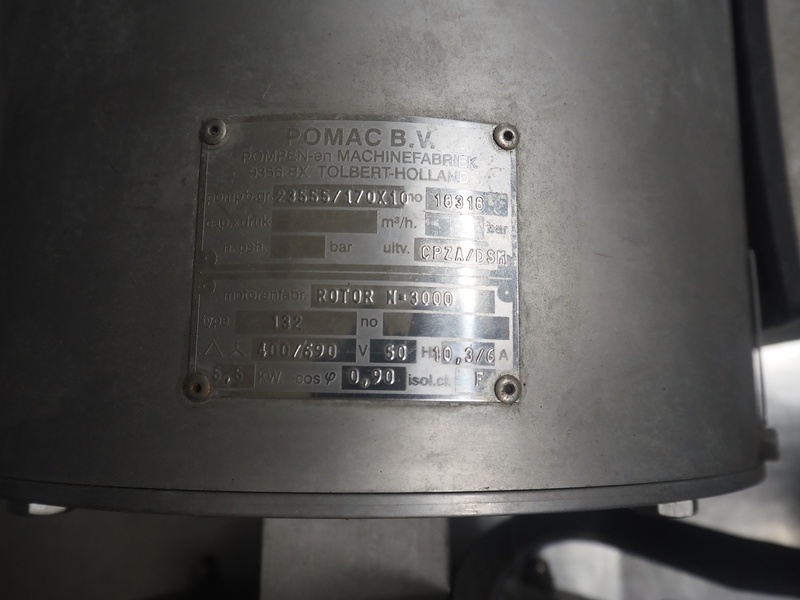 POMAC B.V.
POMPEN-en MACHINEFABRIEK
9356 BX TOLBERT-HOLLAND
23555/170X10 no 18316
cap. druk m³/h. bar
bar uitv. CPZA/DSM
motorenfabr. ROTOR N=3000
type 132 no
400/690 V 50 Hz 10,3/6 A
5,5 kW. cos φ 0,90 isol.cl. F